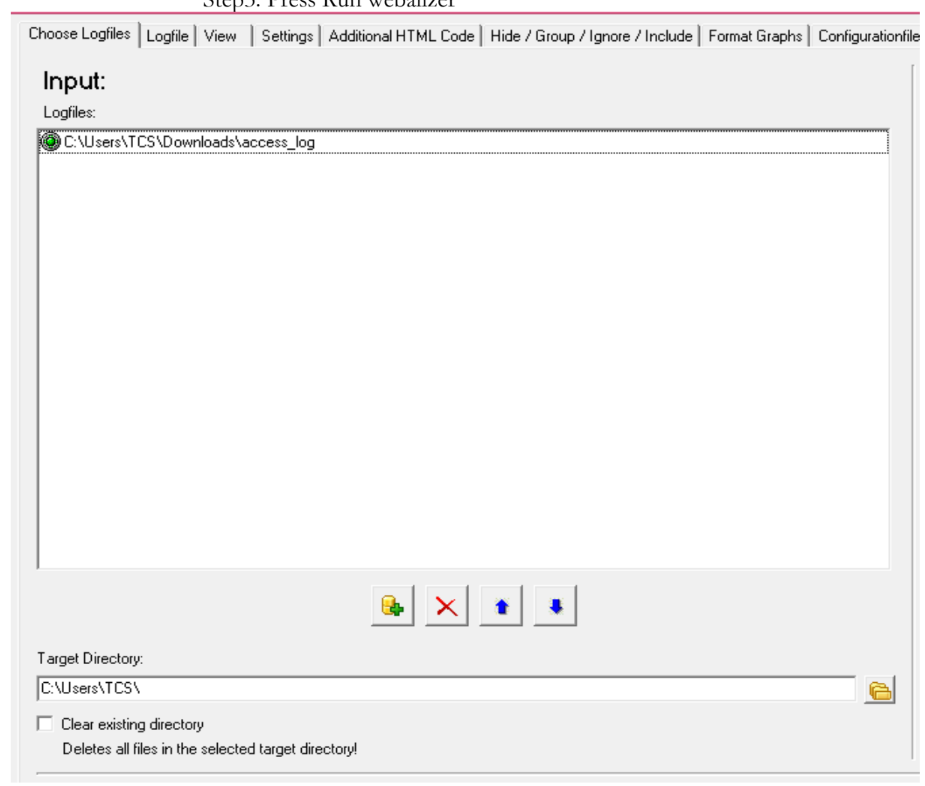 Step5. Press Run webalizer
Choose Logfiles Logfile View Settings Additional HTML Code Hide / Group / Ignore / Include Format Graphs Configurationfile
Input:
Logfiles:
C:\Users\TCS\Downloads\access_log
Target Directory:
C:\Users\TCS\
Clear existing directory
Deletes all files in the selected target directory!